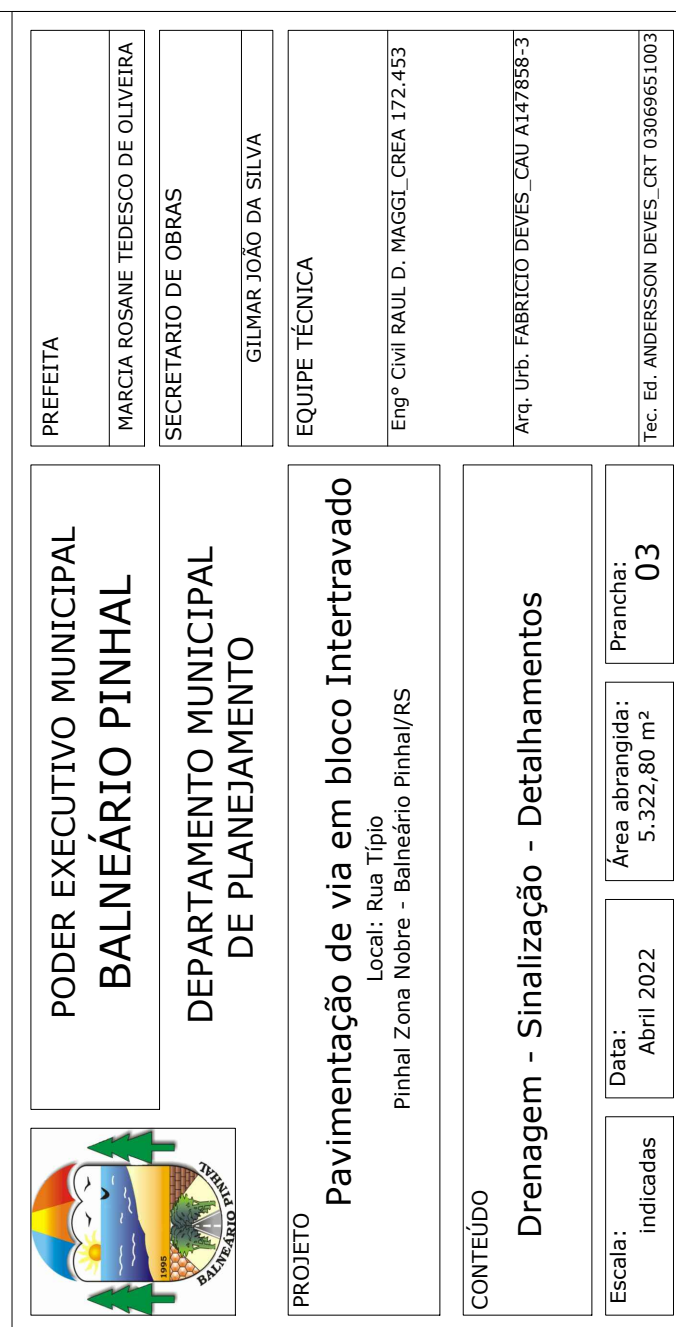 1995
BALNEÁRIO PINHAL
PODER EXECUTIVO MUNICIPAL
BALNEÁRIO PINHAL
DEPARTAMENTO MUNICIPAL
DE PLANEJAMENTO
PREFEITA
MARCIA ROSANE TEDESCO DE OLIVEIRA
SECRETARIO DE OBRAS
GILMAR JOÃO DA SILVA
PROJETO
Pavimentação de via em bloco Intertravado
Local: Rua Típio
Pinhal Zona Nobre - Balneário Pinhal/RS
EQUIPE TÉCNICA
Eng° Civil RAUL D. MAGGI_CREA 172.453
Arq. Urb. FABRICIO DEVES_CAU A147858-3
Tec. Ed. ANDERSSON DEVES_CRT 03069651003
CONTEÚDO
Drenagem - Sinalização - Detalhamentos
Escala:
indicadas
Data:
Abril 2022
Área abrangida:
5.322,80 m²
Prancha:
03